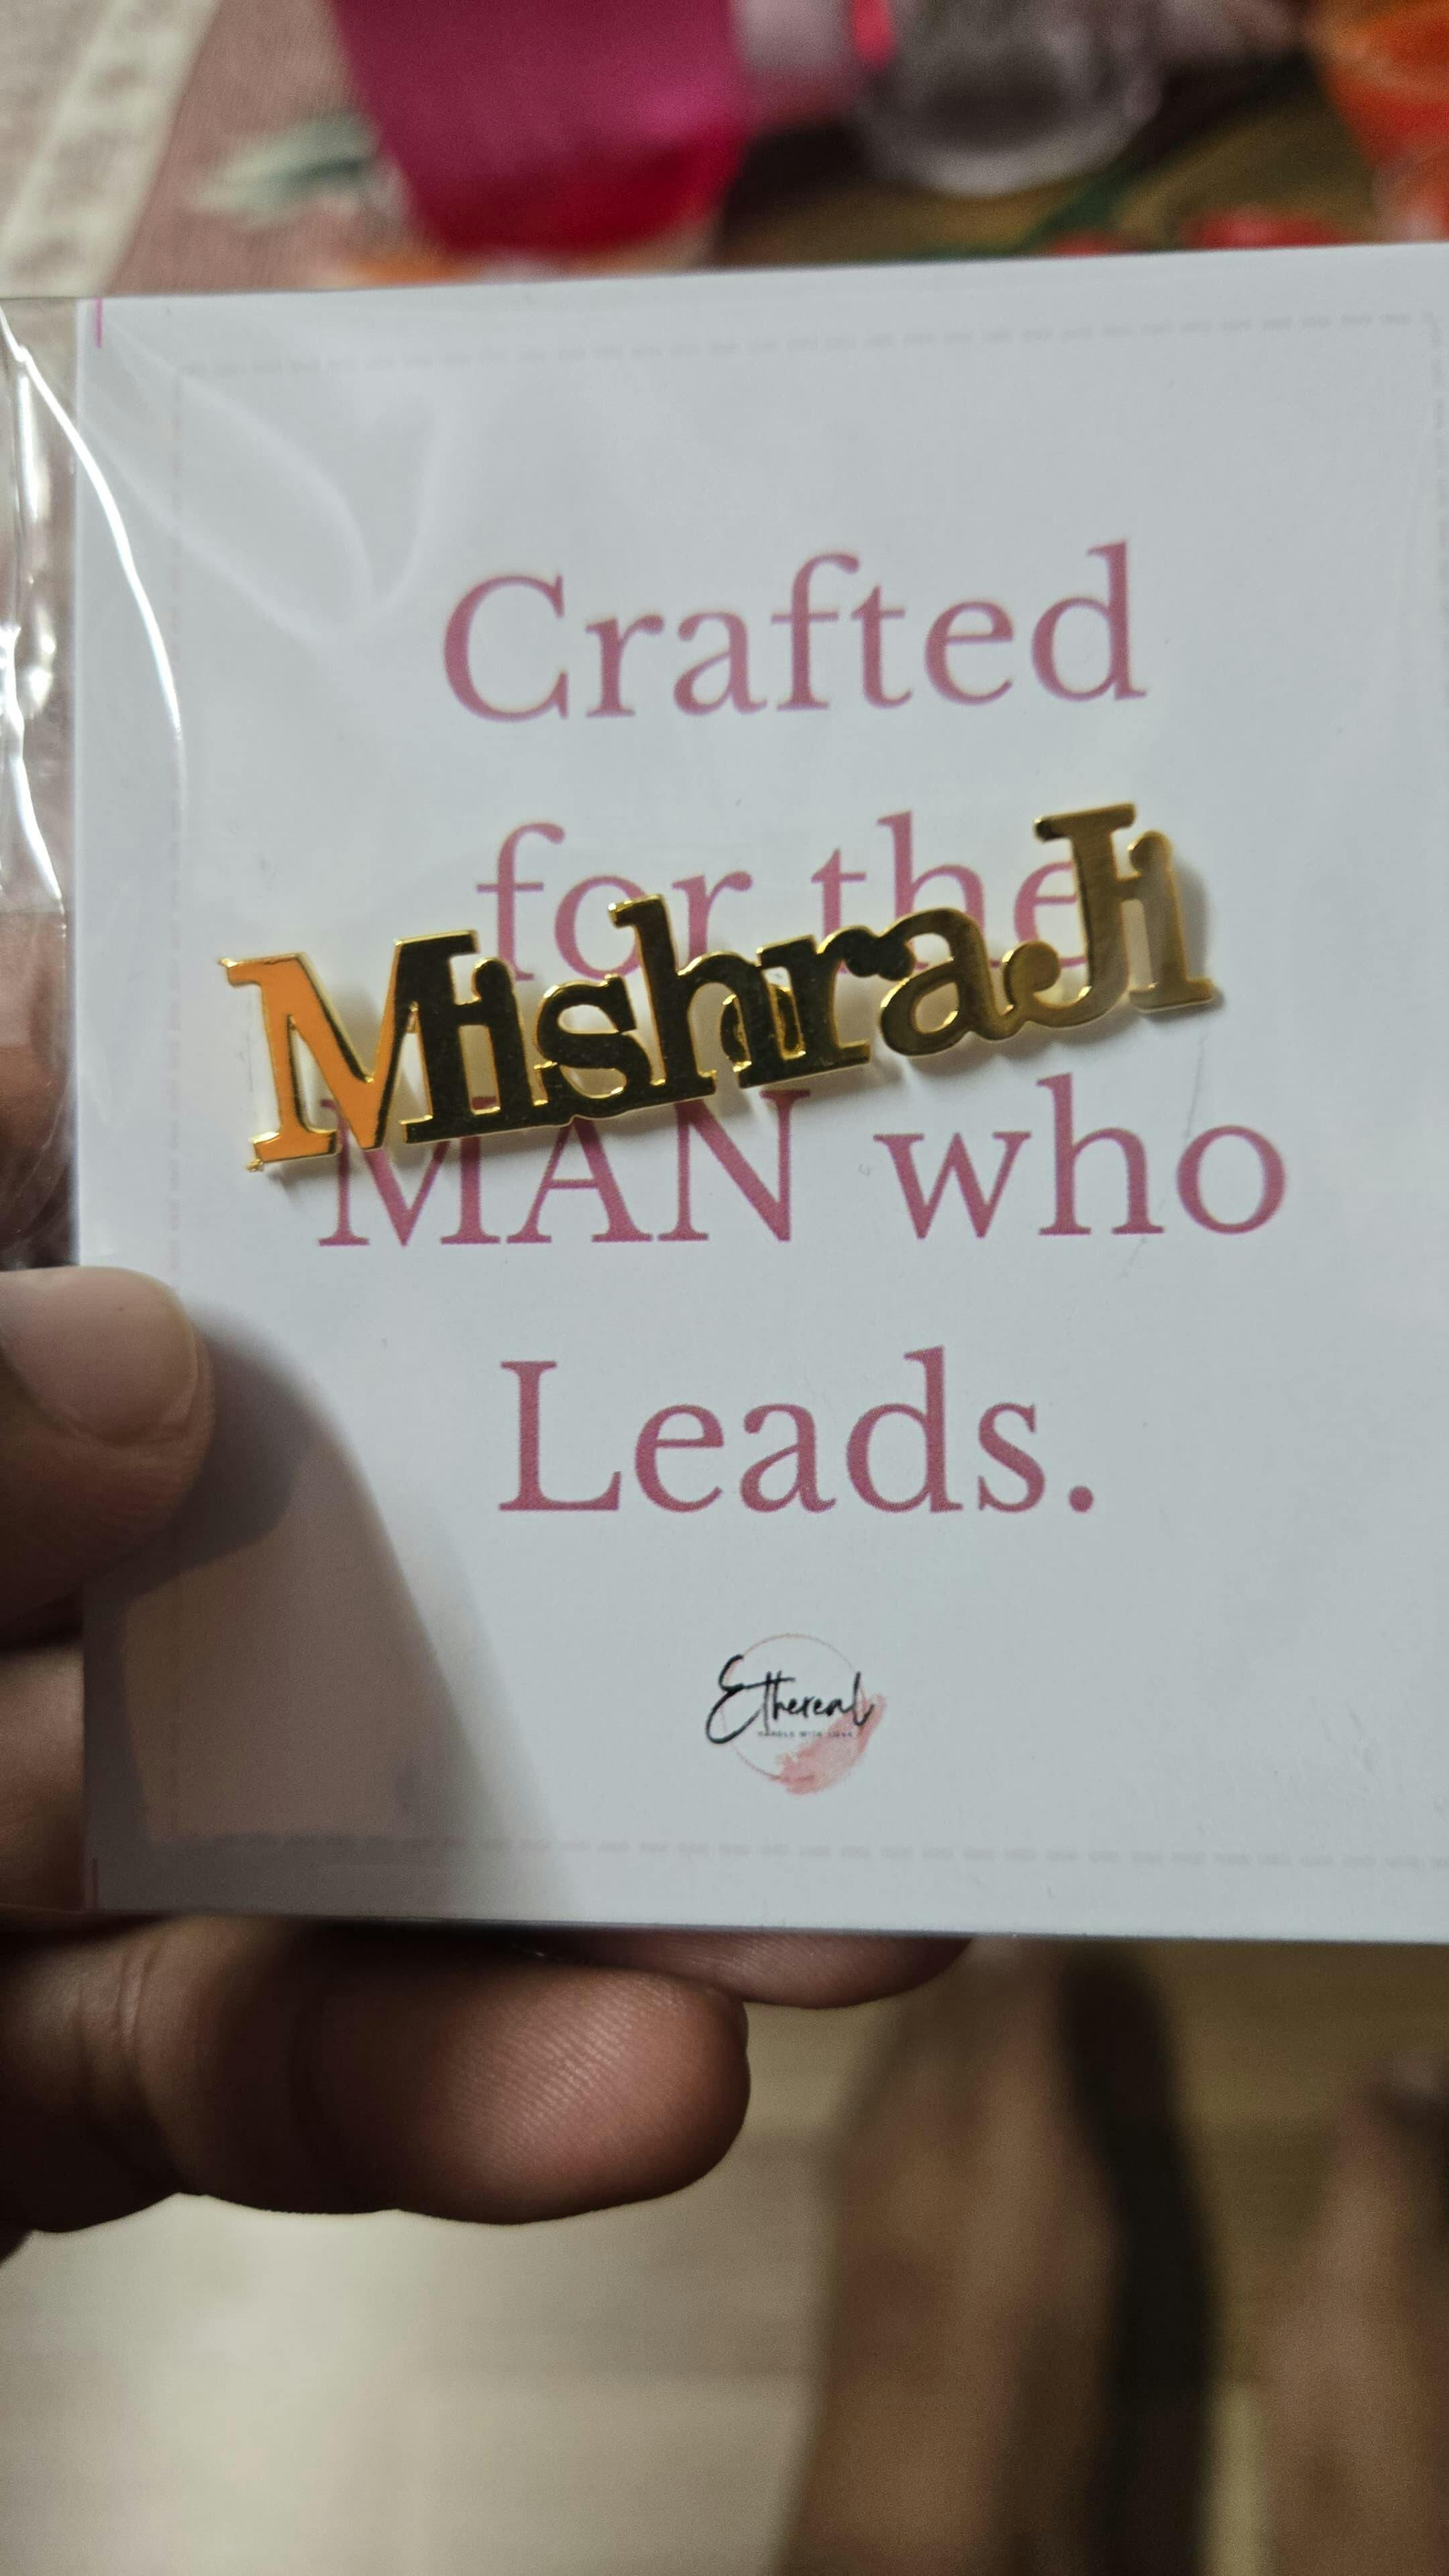 Crafted
for the
MishraJi
MAN who
Leads.
Ethereal